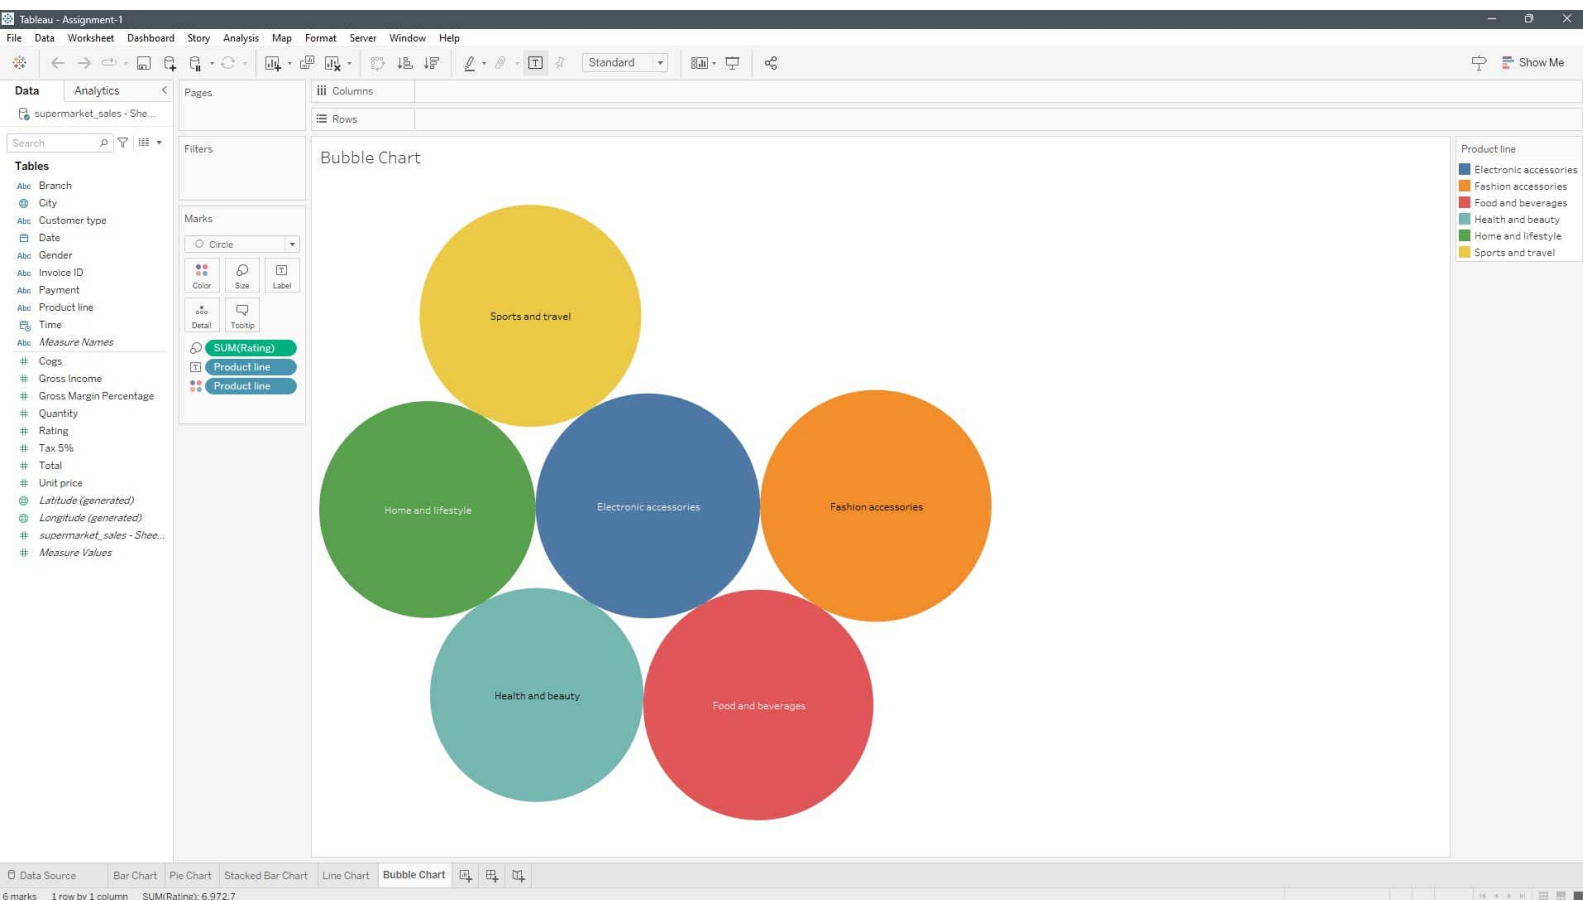 Tableau - Assignment-1
File Data Worksheet Dashboard Story Analysis Map Format Server Window Help
Standard
Show Me
Data Analytics
supermarket_sales - She...
Search
Tables
Abc Branch
City
Abc Customer type
Date
Abc Gender
Abc Invoice ID
Abc Payment
Abc Product line
Time
Abc Measure Names
# Cogs
# Gross Income
# Gross Margin Percentage
# Quantity
# Rating
# Tax 5%
# Total
# Unit price
Latitude (generated)
Longitude (generated)
# supermarket_sales - Shee...
# Measure Values
Pages
Filters
Marks
Circle
Color Size Label
Detail Tooltip
SUM(Rating)
T Product line
Product line
Columns
Rows
Bubble Chart
Sports and travel
Home and lifestyle
Electronic accessories
Fashion accessories
Health and beauty
Food and beverages
Product line
Electronic accessories
Fashion accessories
Food and beverages
Health and beauty
Home and lifestyle
Sports and travel
Data Source Bar Chart Pie Chart Stacked Bar Chart Line Chart Bubble Chart
6 marks 1 row by 1 column SUM(Rating): 6,972.7